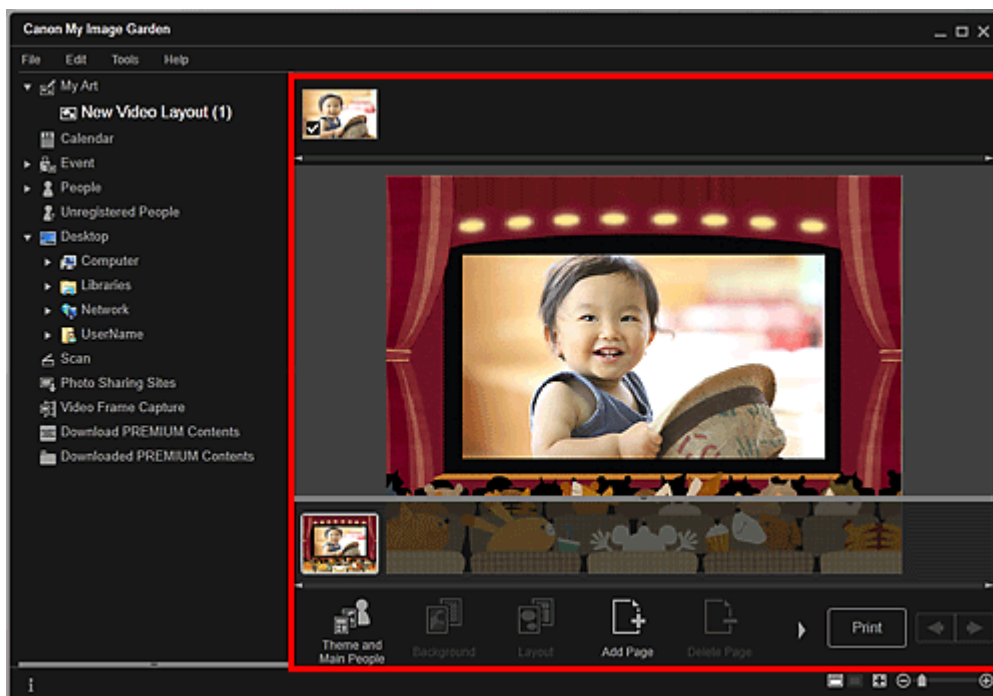 Canon My Image Garden
File Edit Tools Help
My Art
New Video Layout (1)
Calendar
Event
People
Unregistered People
Desktop
Computer
Libraries
Network
UserName
Scan
Photo Sharing Sites
Video Frame Capture
Download PREMIUM Contents
Downloaded PREMIUM Contents
Theme and
Main People
Background
Layout
Add Page
Delete Page
Print